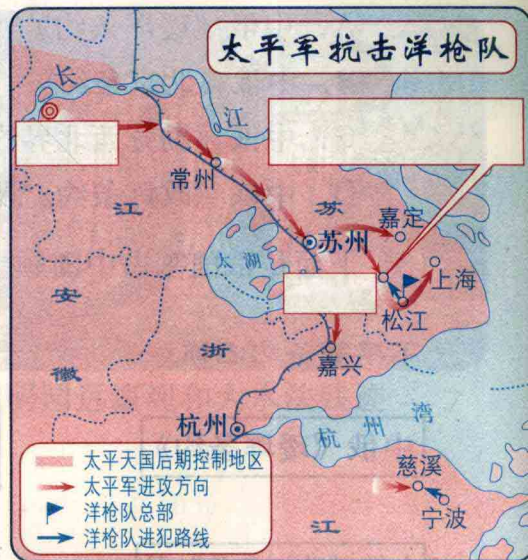 太平军抗击洋枪队
长
江
常州
江
苏
嘉定
苏州
太湖
上海
松江
安
徽
浙
嘉兴
杭州
杭州湾
慈溪
宁波
江
太平天国后期控制地区
太平军进攻方向
洋枪队总部
洋枪队进犯路线